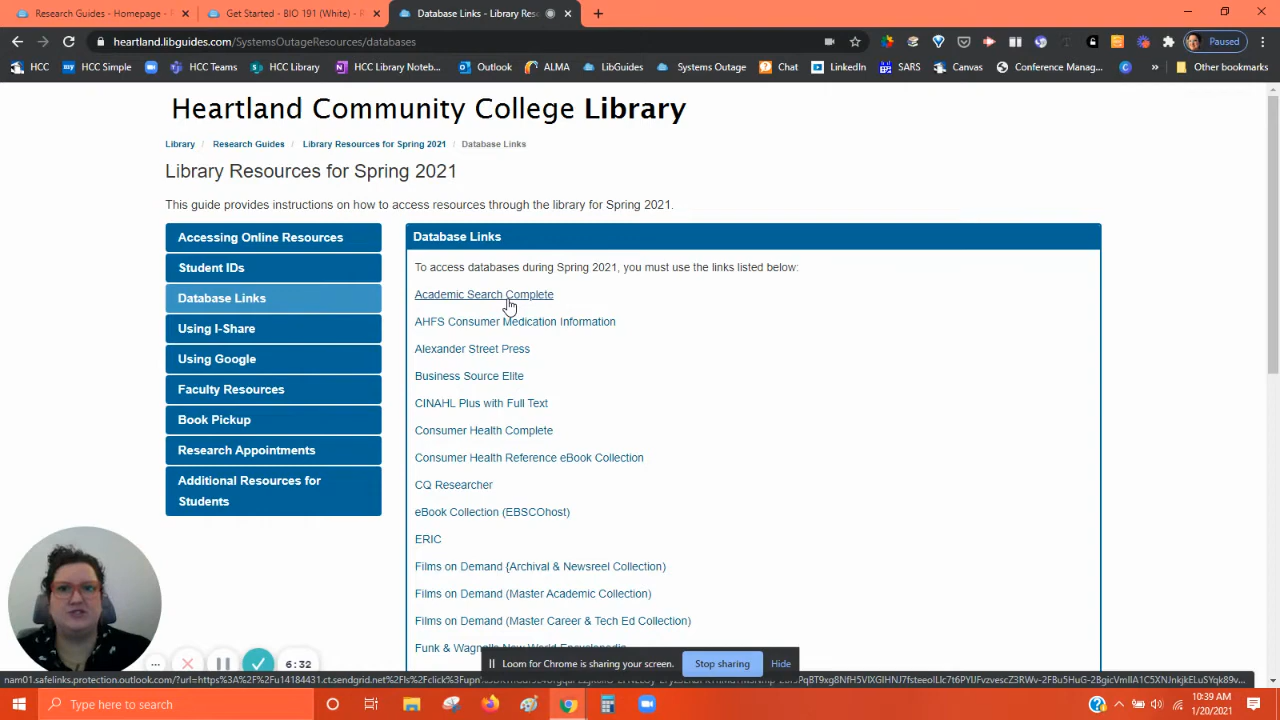 Research Guides - Homepage -
Get Started - BIO 191 (White) -
Database Links - Library Res
heartland.libguides.com/SystemsOutageResources/databases
Paused
HCC
HCC Simple
HCC Teams
HCC Library
HCC Library Noteb...
Outlook
ALMA
LibGuides
Systems Outage
Chat
LinkedIn
SARS
Canvas
Conference Manag...
Other bookmarks
Heartland Community College Library
Library / Research Guides / Library Resources for Spring 2021 / Database Links
Library Resources for Spring 2021
This guide provides instructions on how to access resources through the library for Spring 2021.
Accessing Online Resources
Student IDs
Database Links
Using I-Share
Using Google
Faculty Resources
Book Pickup
Research Appointments
Additional Resources for
Students
Database Links
To access databases during Spring 2021, you must use the links listed below:
Academic Search Complete
AHFS Consumer Medication Information
Alexander Street Press
Business Source Elite
CINAHL Plus with Full Text
Consumer Health Complete
Consumer Health Reference eBook Collection
CQ Researcher
eBook Collection (EBSCOhost)
ERIC
Films on Demand {Archival & Newsreel Collection)
Films on Demand (Master Academic Collection)
Films on Demand (Master Career & Tech Ed Collection)
Funk & Wagnalls New World Encyclopedia
6:32
Loom for Chrome is sharing your screen.
Stop sharing
Hide
Type here to search
10:39 AM
1/20/2021